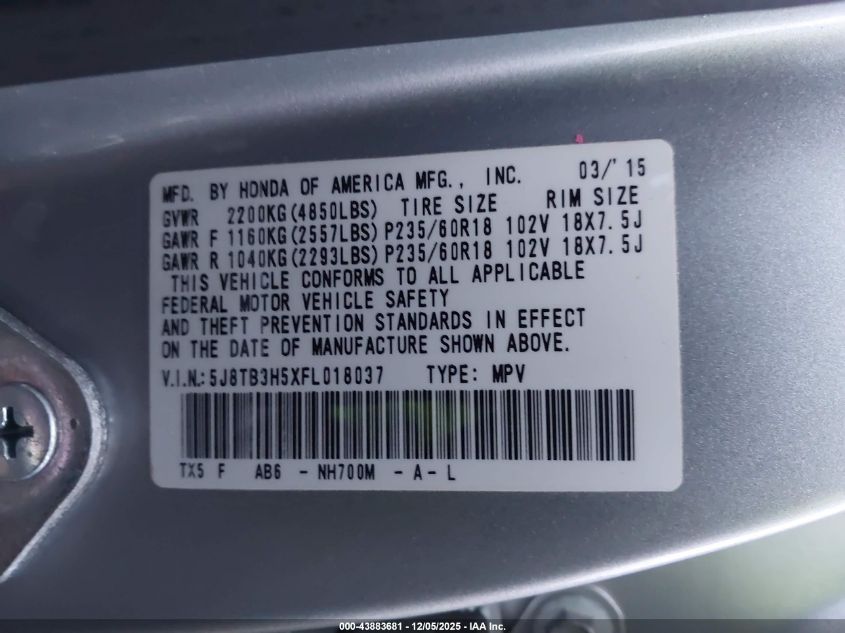 MFD. BY HONDA OF AMERICA MFG., INC. 03/'15
GVWR 2200KG(4850LBS) TIRE SIZE RIM SIZE
GAWR F 1160KG(2557LBS) P235/60R18 102V 18X7.5J
GAWR R 1040KG(2293LBS) P235/60R18 102V 18X7.5J
THIS VEHICLE CONFORMS TO ALL APPLICABLE
FEDERAL MOTOR VEHICLE SAFETY
AND THEFT PREVENTION STANDARDS IN EFFECT
ON THE DATE OF MANUFACTURE SHOWN ABOVE.
V.I.N.:5J8TB3H5XFL018037 TYPE: MPV
TX5 F AB6 - NH700M - A - L
000-43883681 - 12/05/2025 - IAA Inc.